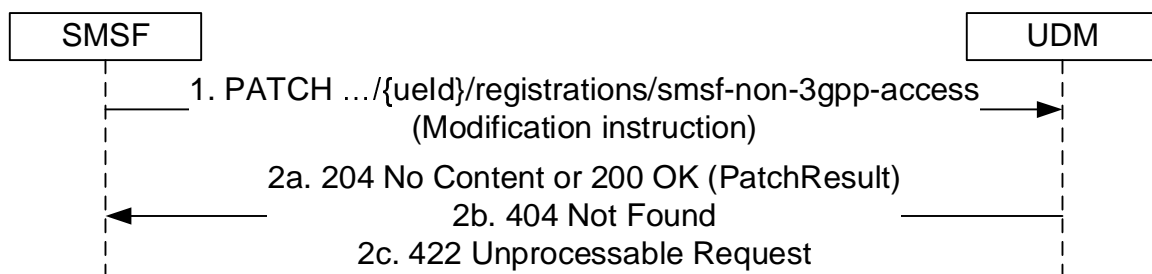 SMSF
UDM
1. PATCH …/{ueId}/registrations/smsf-non-3gpp-access
(Modification instruction)
2a. 204 No Content or 200 OK (PatchResult)
2b. 404 Not Found
2c. 422 Unprocessable Request